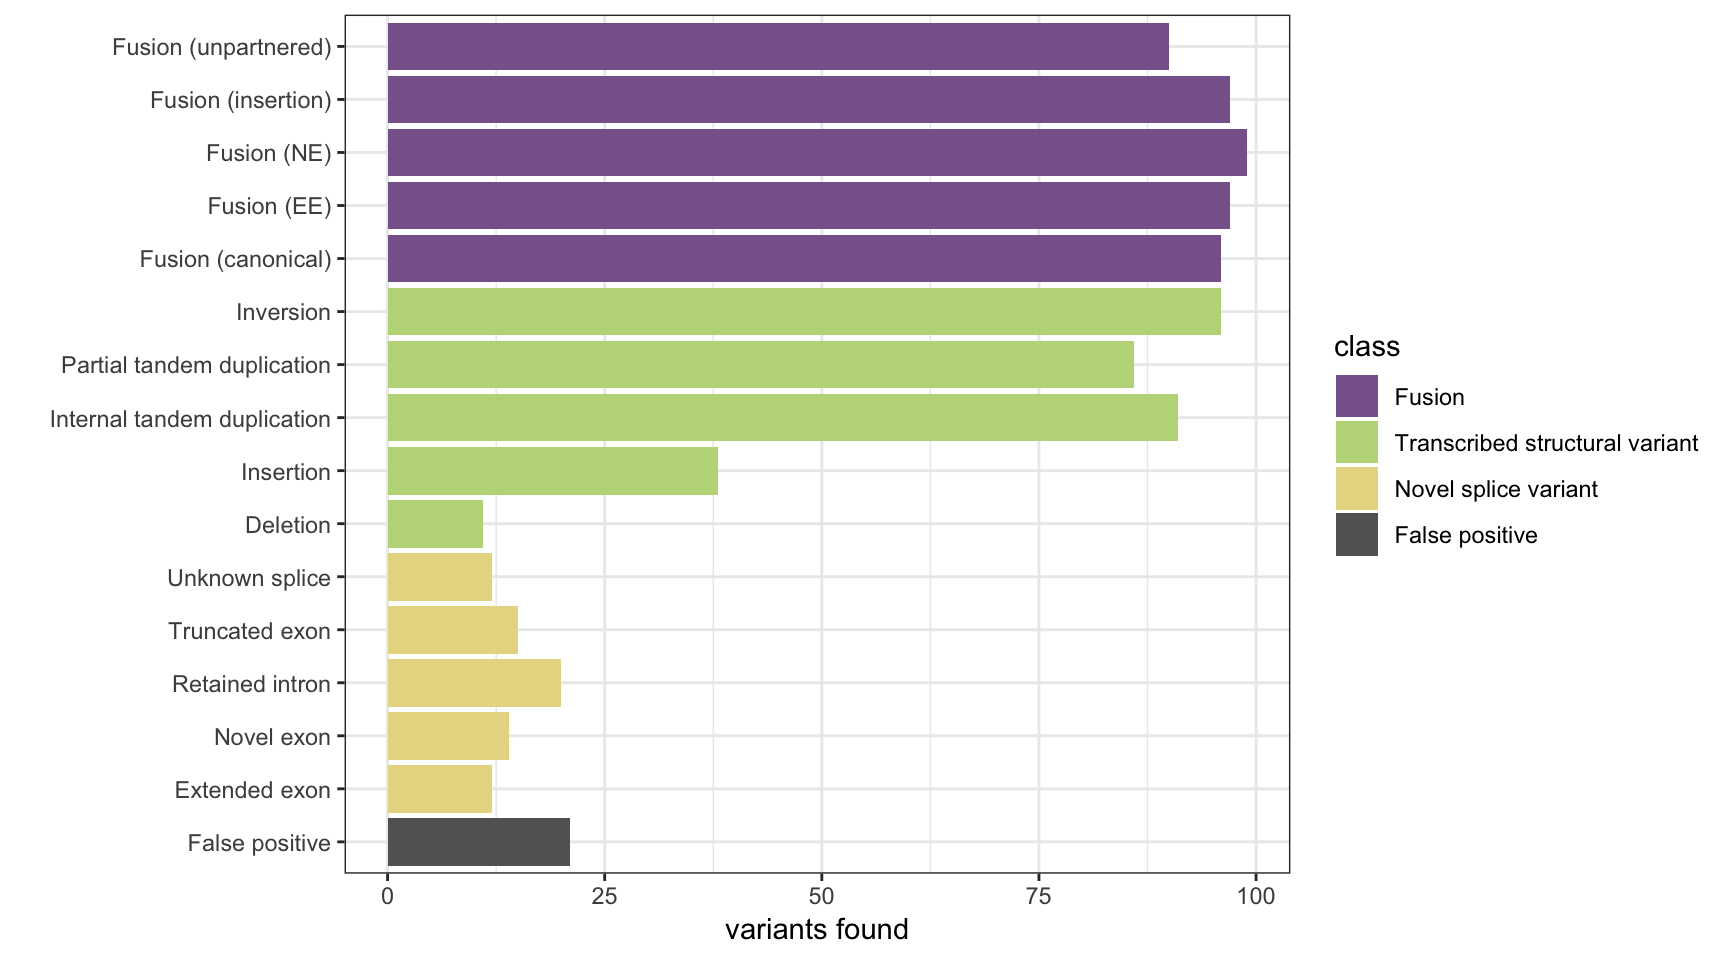 Fusion (unpartnered)
Fusion (insertion)
Fusion (NE)
Fusion (EE)
Fusion (canonical)
Inversion
Partial tandem duplication
Internal tandem duplication
Insertion
Deletion
Unknown splice
Truncated exon
Retained intron
Novel exon
Extended exon
False positive
0 25 50 75 100
variants found
class
Fusion
Transcribed structural variant
Novel splice variant
False positive